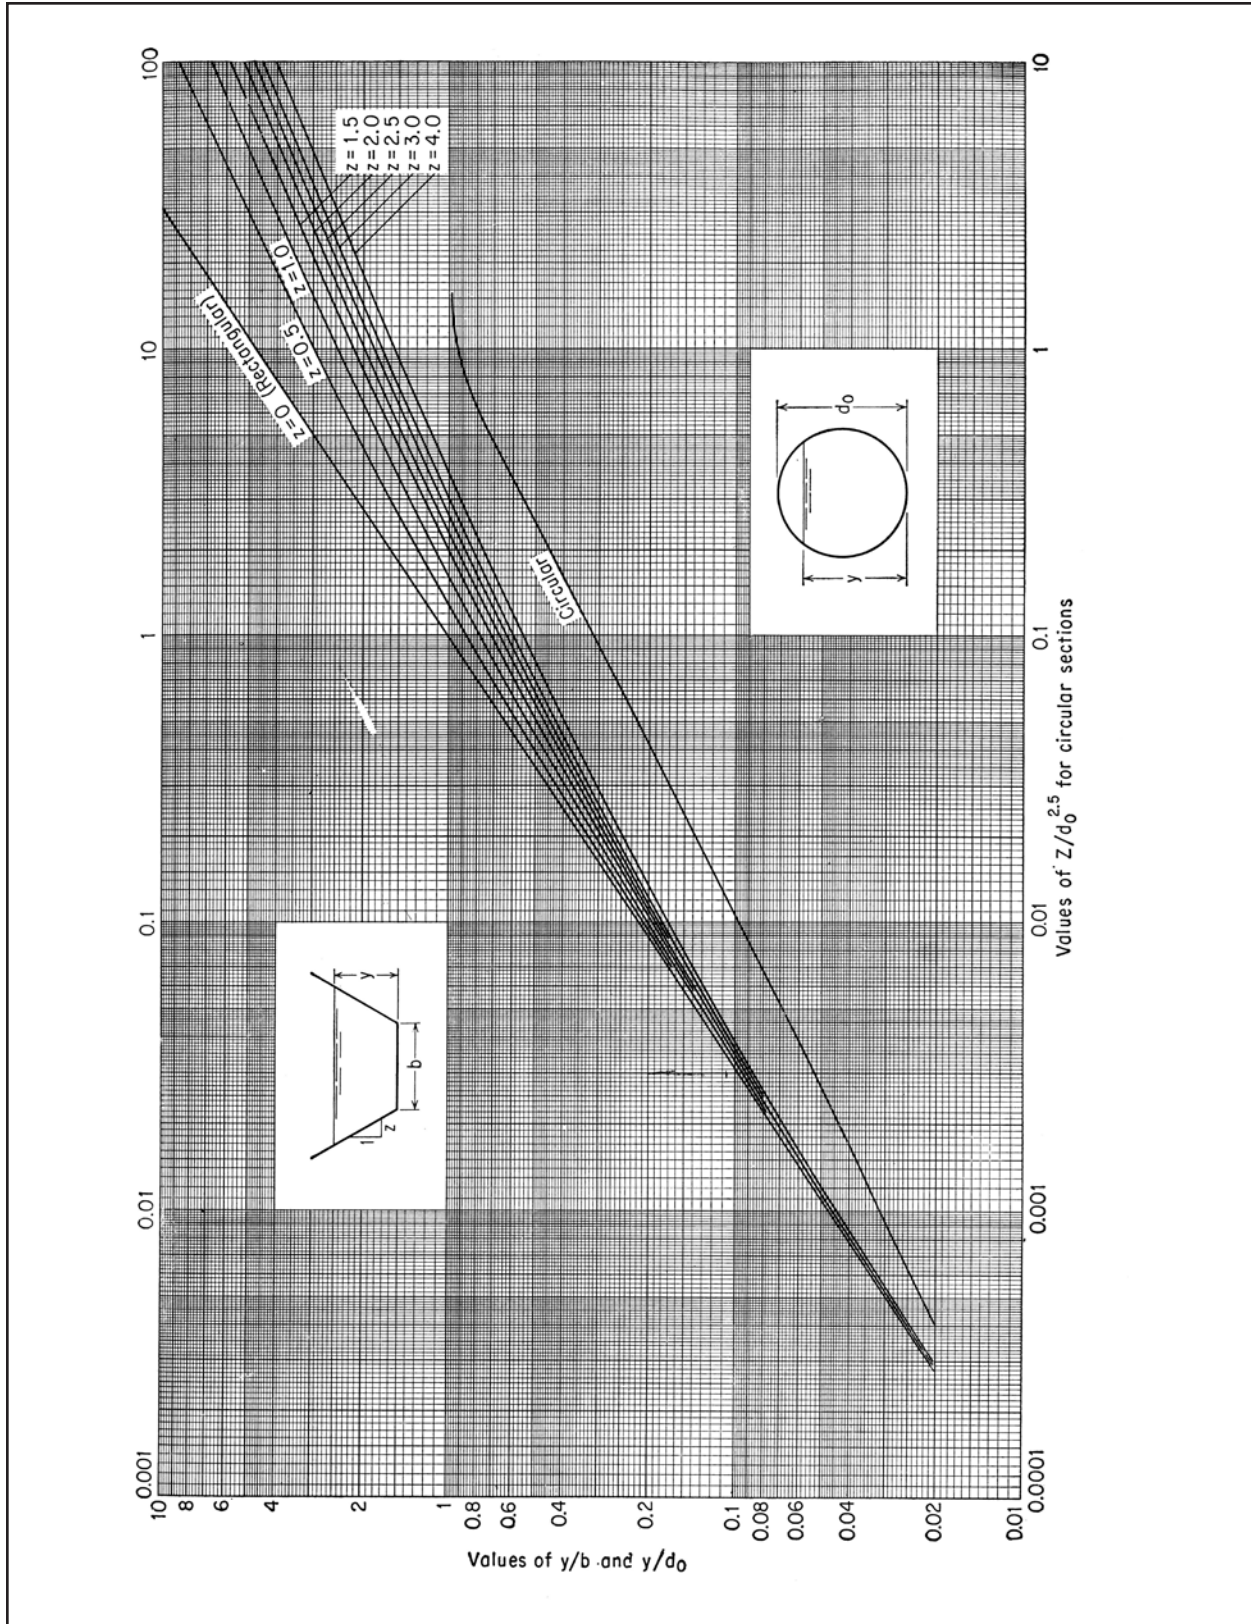 0.001
0.01
0.1
1
10
100
10
8
6
4
2
1
0.8
0.6
0.4
0.2
0.1
0.08
0.06
0.04
0.02
0.01
Values of y/b and y/d₀
z=0 (Rectangular)
z=0.5
z=1.0
z=1.5
z=2.0
z=2.5
z=3.0
z=4.0
Circular
1
z
b
y
y
d₀
0.0001
0.001
0.01
0.1
1
10
Values of Z/d₀^2.5 for circular sections